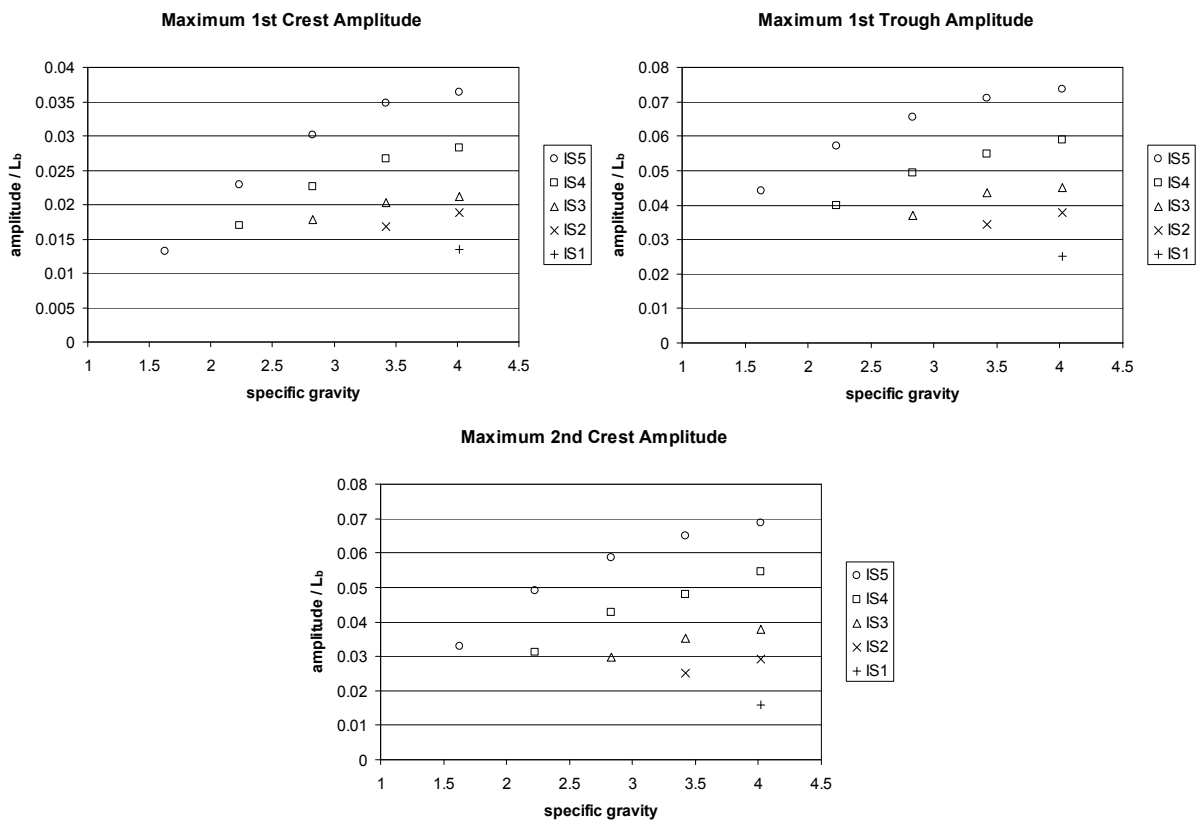 Maximum 1st Crest Amplitude
0.04
0.035
0.03
0.025
0.02
0.015
0.01
0.005
0
amplitude / Lb
1 1.5 2 2.5 3 3.5 4 4.5
specific gravity
IS5
IS4
IS3
IS2
IS1
Maximum 1st Trough Amplitude
0.08
0.07
0.06
0.05
0.04
0.03
0.02
0.01
0
amplitude / Lb
1 1.5 2 2.5 3 3.5 4 4.5
specific gravity
IS5
IS4
IS3
IS2
IS1
Maximum 2nd Crest Amplitude
0.08
0.07
0.06
0.05
0.04
0.03
0.02
0.01
0
amplitude / Lb
1 1.5 2 2.5 3 3.5 4 4.5
specific gravity
IS5
IS4
IS3
IS2
IS1